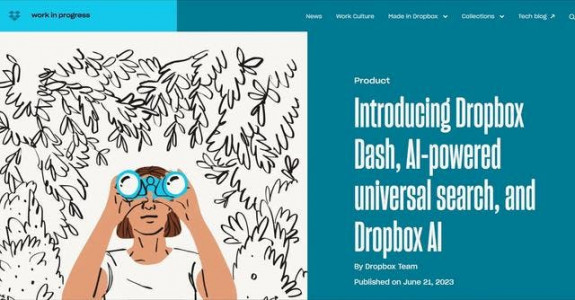 work in progress
News Work Culture Made in Dropbox Collections Tech blog ↗
Product
Introducing Dropbox
Dash, AI-powered
universal search, and
Dropbox AI
By Dropbox Team
Published on June 21, 2023